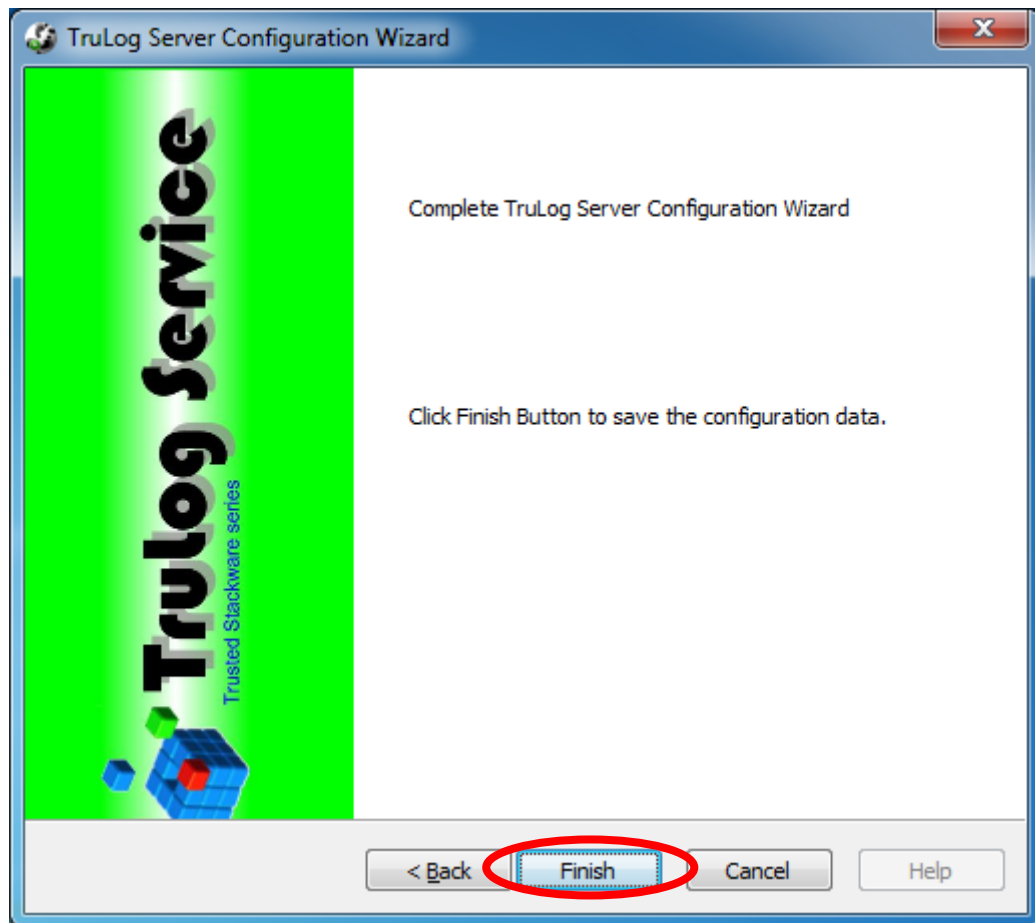 TruLog Server Configuration Wizard
TruLog Service
Trusted Stackware series
Complete TruLog Server Configuration Wizard
Click Finish Button to save the configuration data.
< Back
Finish
Cancel
Help